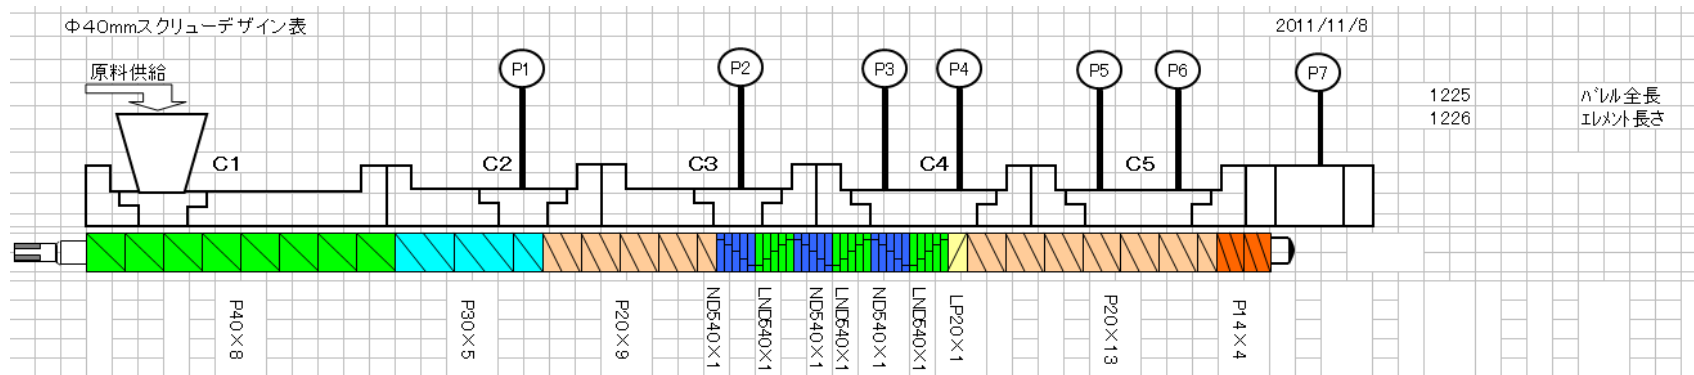 Φ40mmスクリューデザイン表
2011/11/8
原料供給
P1
P2
P3
P4
P5
P6
P7
1225 バレル全長
1226 エレメント長さ
C1
C2
C3
C4
C5
P40×8
P30×5
P20×9
ND540×1
LND540×1
ND540×1
LND540×1
ND540×1
LND540×1
LP20×1
P20×13
P14×4